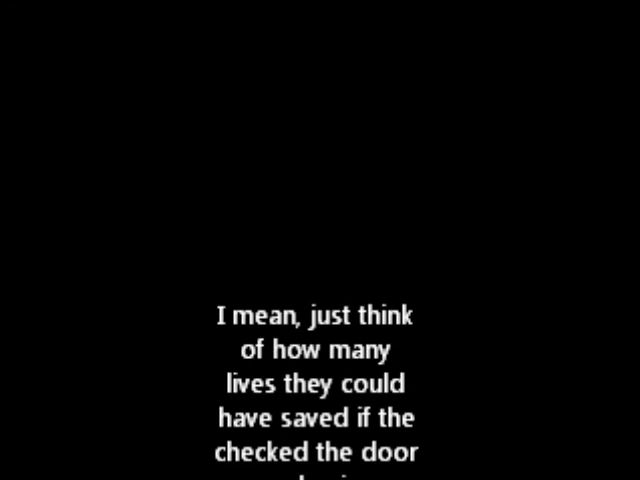 I mean, just think
of how many
lives they could
have saved if the
checked the door